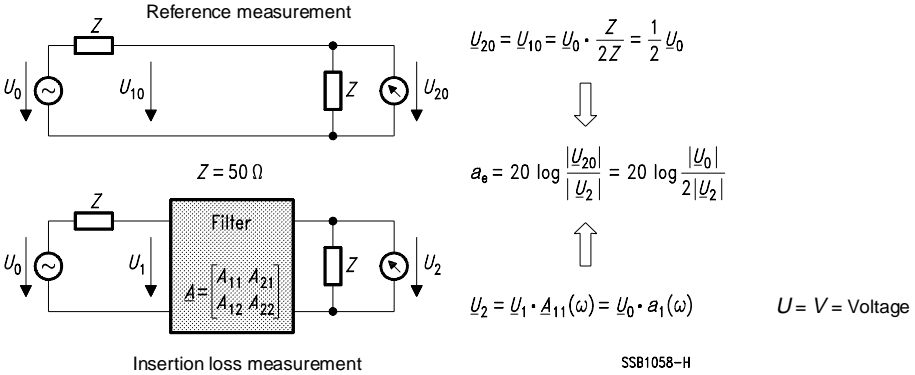 Reference measurement
Z
U₀
U₁₀
Z
U₂₀
U₂₀ = U₁₀ = U₀ · Z/2Z = 1/2 U₀
Z = 50 Ω
aₑ = 20 log |U₂₀|/|U₂| = 20 log |U₀|/2|U₂|
Z
U₀
U₁
Filter
A = [A₁₁ A₂₁
A₁₂ A₂₂]
Z
U₂
U₂ = U₁ · A₁₁(ω) = U₀ · a₁(ω)
U = V = Voltage
Insertion loss measurement
SSB1058-H